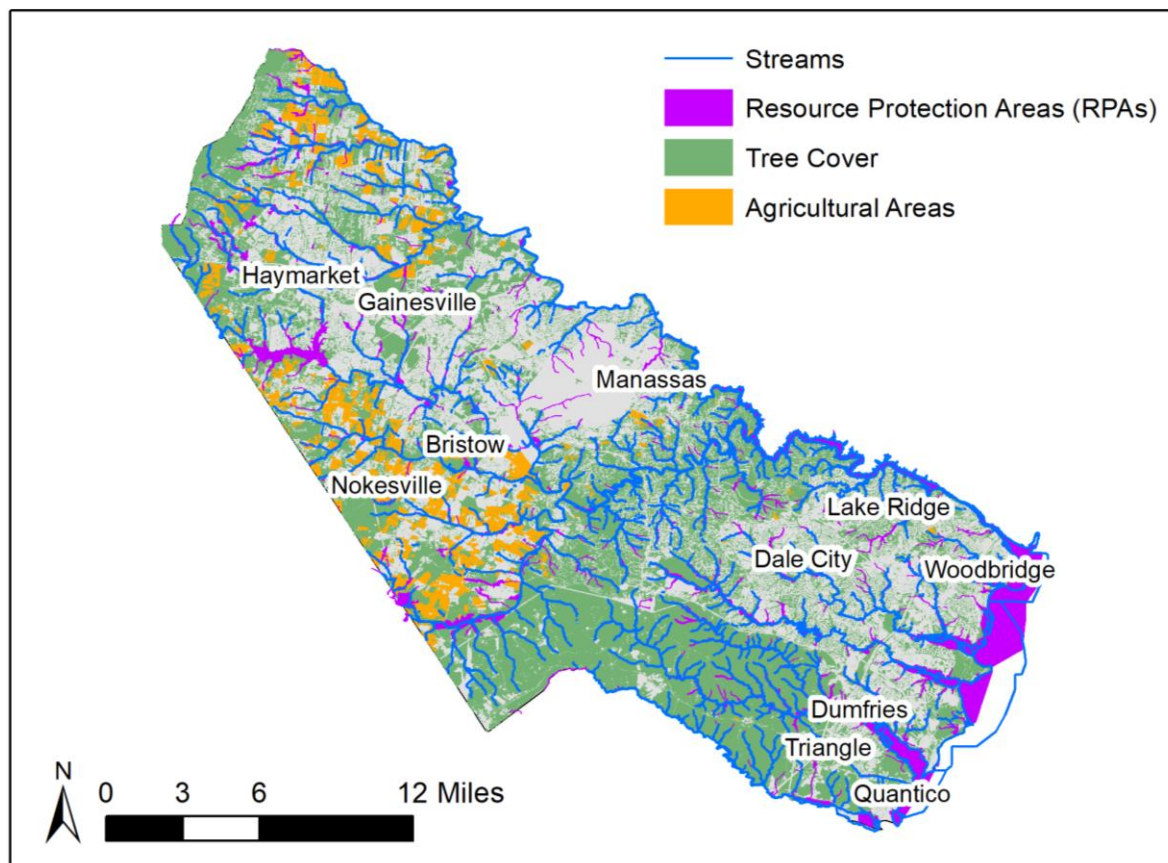 Streams
Resource Protection Areas (RPAs)
Tree Cover
Agricultural Areas
Haymarket
Gainesville
Manassas
Bristow
Nokesville
Lake Ridge
Dale City
Woodbridge
Dumfries
Triangle
Quantico
N
0 3 6 12 Miles